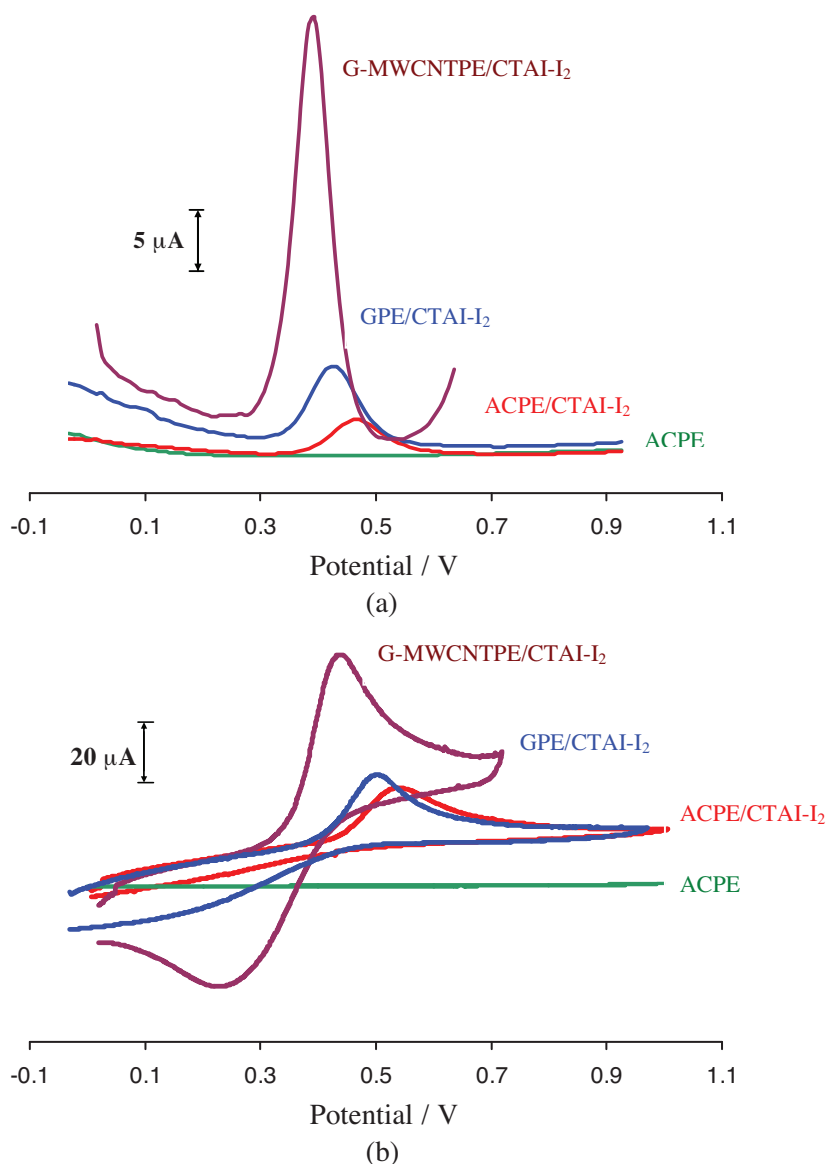 G-MWCNTPE/CTAI-I₂
5 μA
GPE/CTAI-I₂
ACPE/CTAI-I₂
ACPE
-0.1 0.1 0.3 0.5 0.7 0.9 1.1
Potential / V
(a)
G-MWCNTPE/CTAI-I₂
20 μA
GPE/CTAI-I₂
ACPE/CTAI-I₂
ACPE
-0.1 0.1 0.3 0.5 0.7 0.9 1.1
Potential / V
(b)